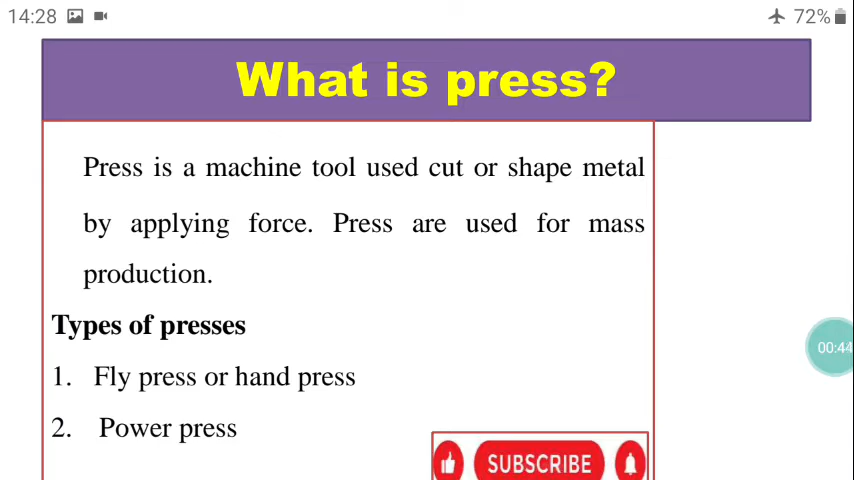 14:28
72%
What is press?
Press is a machine tool used cut or shape metal
by applying force. Press are used for mass
production.
Types of presses
1. Fly press or hand press
00:44
2. Power press
SUBSCRIBE